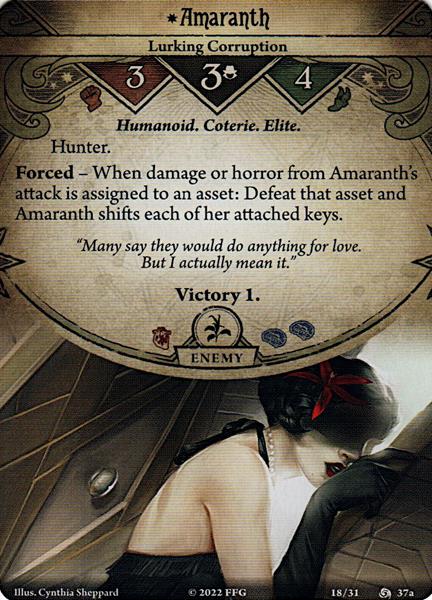 *Amaranth
Lurking Corruption
3 3 4
Humanoid. Coterie. Elite.
Hunter.
Forced – When damage or horror from Amaranth's
attack is assigned to an asset: Defeat that asset and
Amaranth shifts each of her attached keys.
"Many say they would do anything for love.
But I actually mean it."
Victory 1.
ENEMY
Illus. Cynthia Sheppard © 2022 FFG 18/31 37a